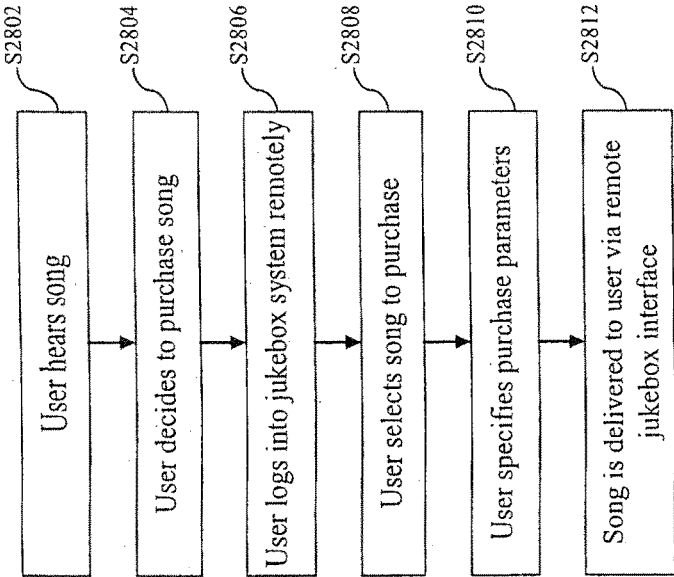 S2802
User hears song
S2804
User decides to purchase song
S2806
User logs into jukebox system remotely
S2808
User selects song to purchase
S2810
User specifies purchase parameters
S2812
Song is delivered to user via remote
jukebox interface